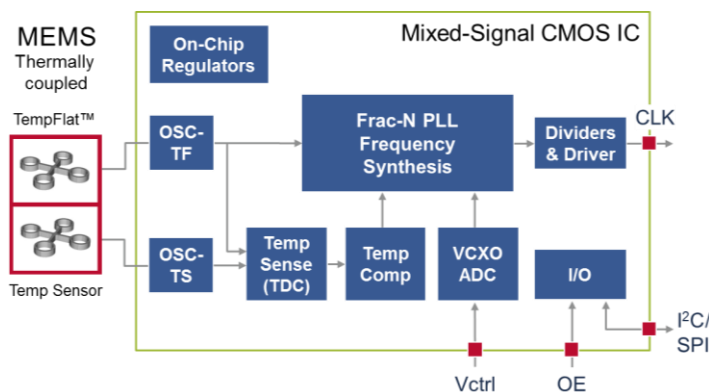 MEMS
Thermally
coupled
TempFlat™
Temp Sensor
Mixed-Signal CMOS IC
On-Chip
Regulators
OSC-
TF
Frac-N PLL
Frequency
Synthesis
Dividers
& Driver
CLK
OSC-
TS
Temp
Sense
(TDC)
Temp
Comp
VCXO
ADC
I/O
I²C/
SPI
Vctrl
OE